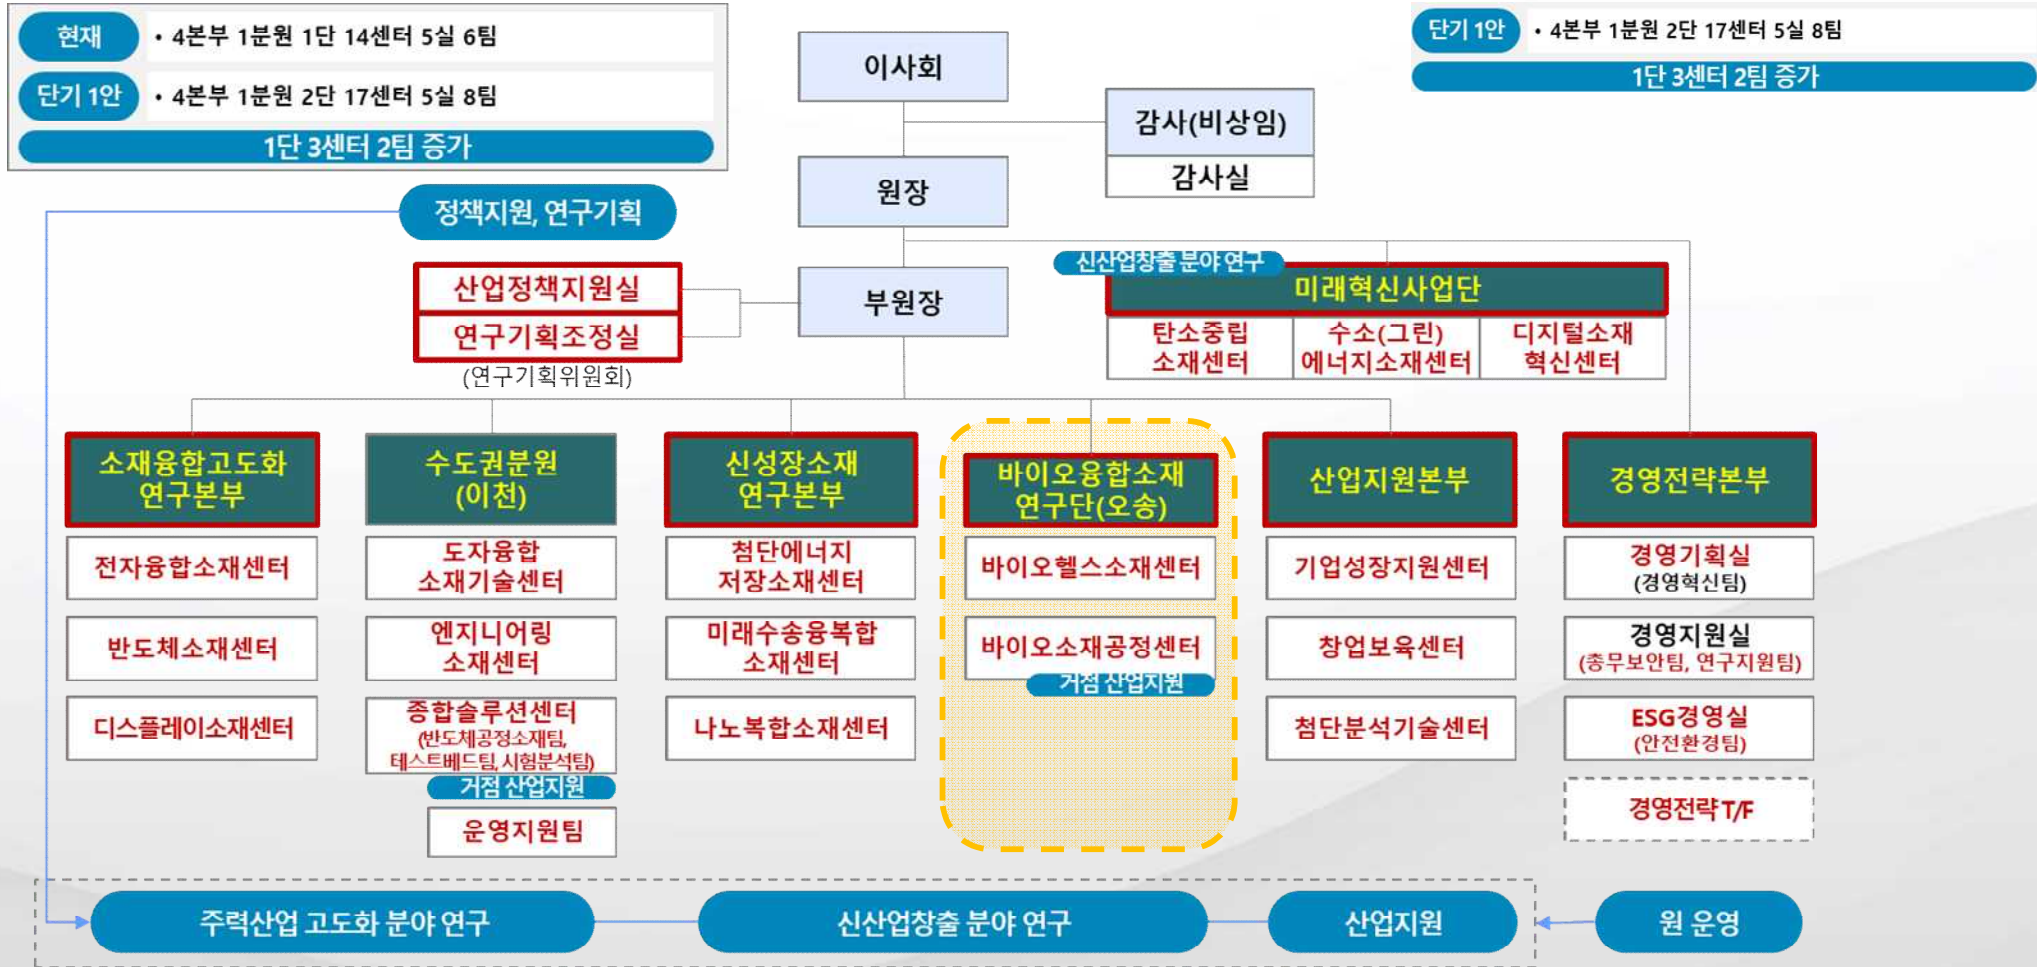 현재
• 4본부 1분원 1단 14센터 5실 6팀
단기 1안
• 4본부 1분원 2단 17센터 5실 8팀
1단 3센터 2팀 증가
단기 1안
• 4본부 1분원 2단 17센터 5실 8팀
1단 3센터 2팀 증가
이사회
감사(비상임)
감사실
원장
정책지원, 연구기획
산업정책지원실
연구기획조정실
(연구기획위원회)
부원장
신산업창출 분야 연구
미래혁신사업단
탄소중립
소재센터
수소(그린)
에너지소재센터
디지털소재
혁신센터
소재융합고도화
연구본부
전자융합소재센터
반도체소재센터
디스플레이소재센터
수도권분원
(이천)
도자융합
소재기술센터
엔지니어링
소재센터
종합솔루션센터
(반도체공정소재팀,
테스트베드팀, 시험분석팀)
거점 산업지원
운영지원팀
신성장소재
연구본부
첨단에너지
저장소재센터
미래수송융복합
소재센터
나노복합소재센터
바이오융합소재
연구단(오송)
바이오헬스소재센터
바이오소재공정센터
거점 산업지원
산업지원본부
기업성장지원센터
창업보육센터
첨단분석기술센터
경영전략본부
경영기획실
(경영혁신팀)
경영지원실
(총무보안팀, 연구지원팀)
ESG경영실
(안전환경팀)
경영전략 T/F
주력산업 고도화 분야 연구
신산업창출 분야 연구
산업지원
원 운영